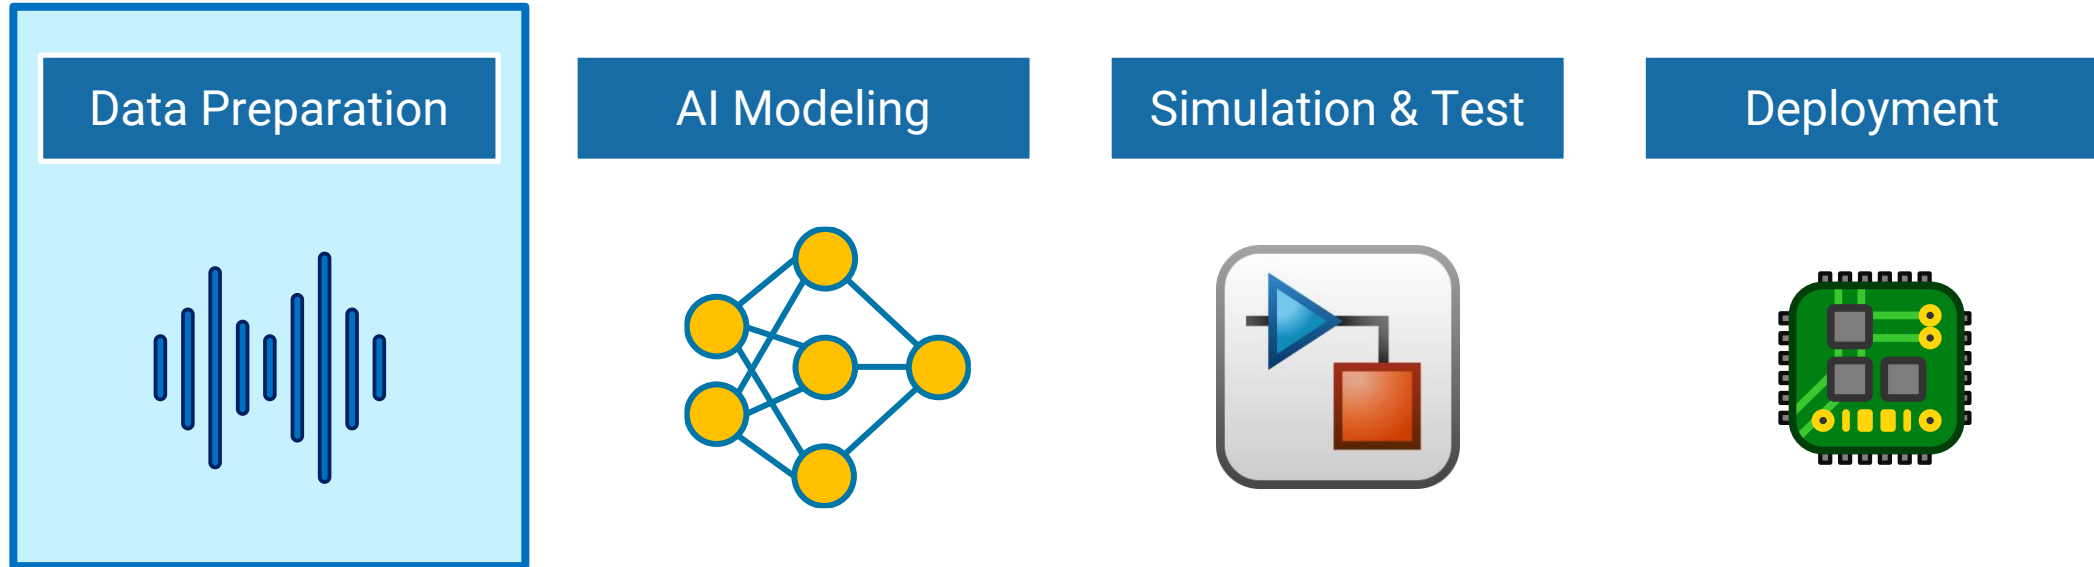 Data Preparation
AI Modeling
Simulation & Test
Deployment